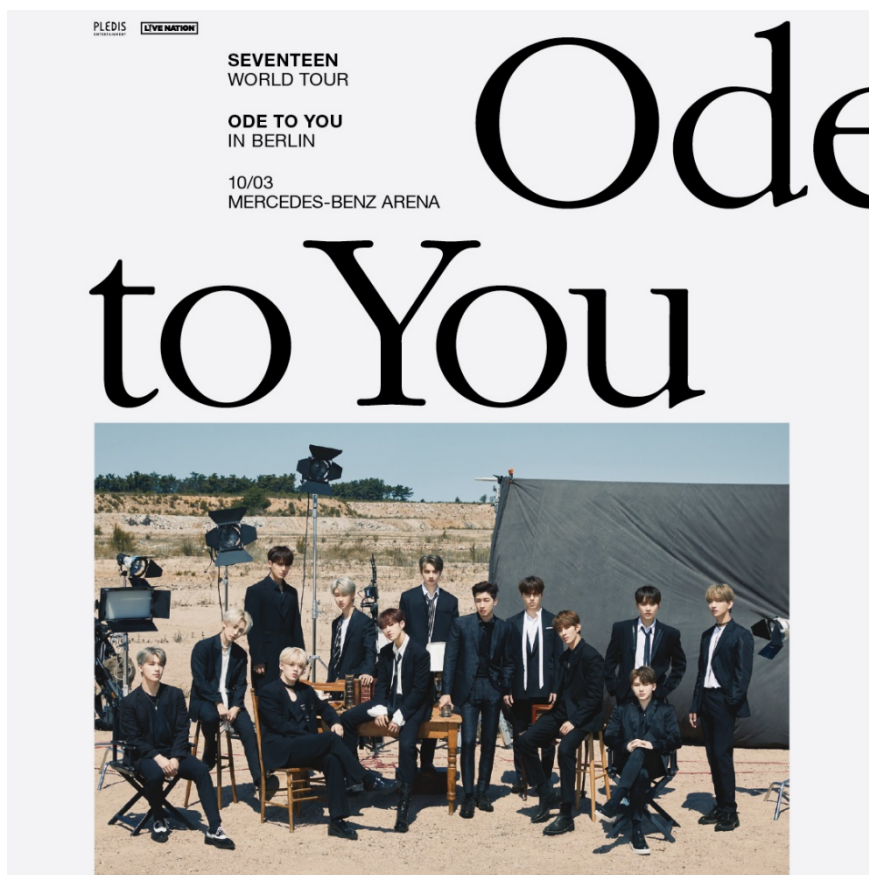 PLEDIS
ENTERTAINMENT
LIVE NATION
SEVENTEEN
WORLD TOUR
ODE TO YOU
IN BERLIN
10/03
MERCEDES-BENZ ARENA
Ode
to You